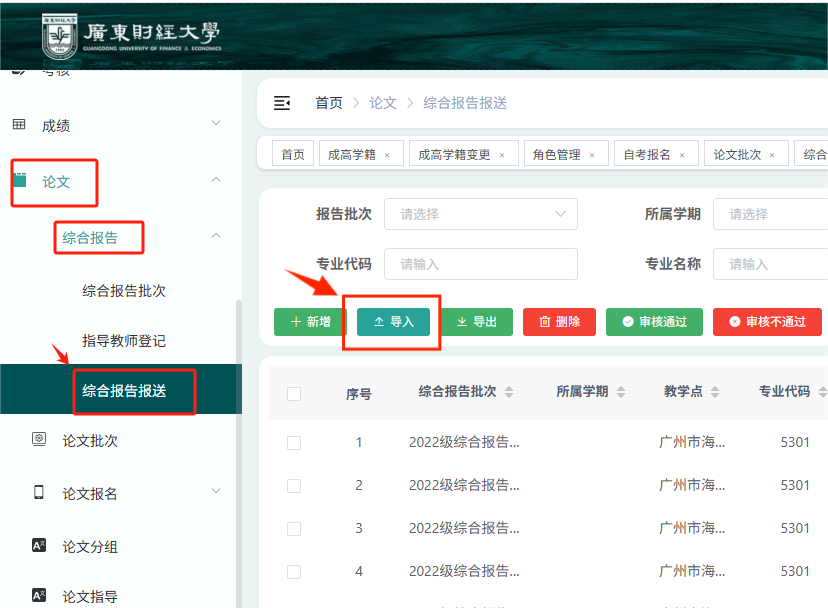 廣東財經大學
GUANGDONG UNIVERSITY OF FINANCE & ECONOMICS
考核
成绩
论文
综合报告
综合报告批次
指导教师登记
综合报告报送
论文批次
论文报名
论文分组
论文指导
首页 > 论文 > 综合报告报送
首页 成高学籍 × 成高学籍变更 × 角色管理 × 自考报名 × 论文批次 × 综合
报告批次 请选择 所属学期 请选择
专业代码 请输入 专业名称 请输入
新增 导入 导出 删除 审核通过 审核不通过
序号 综合报告批次 所属学期 教学点 专业代码
1 2022级综合报告... 广州市海... 5301
2 2022级综合报告... 广州市海... 5301
3 2022级综合报告... 广州市海... 5301
4 2022级综合报告... 广州市海... 5301